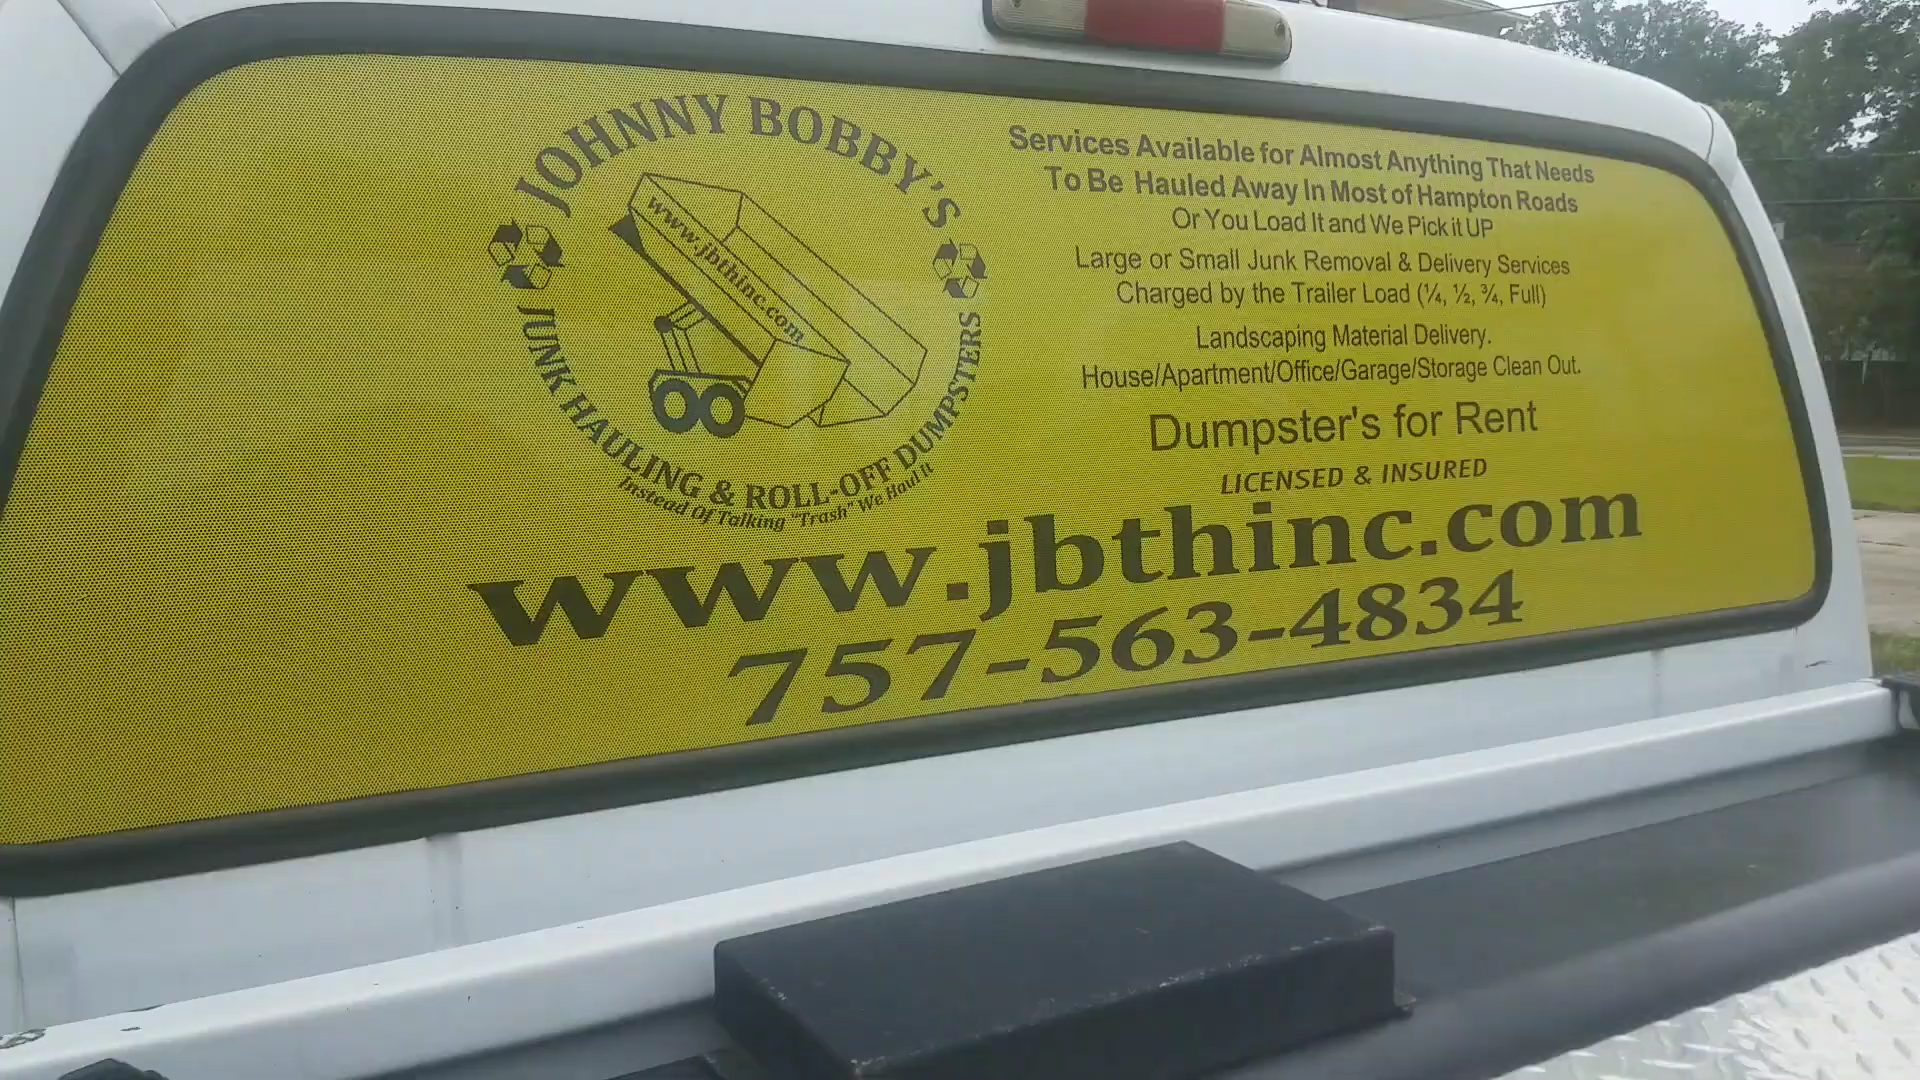 JOHNNY BOBBY'S
www.jbthinc.com
JUNK HAULING & ROLL-OFF DUMPSTERS
Instead Of Talking "Trash" We Haul It
Services Available for Almost Anything That Needs
To Be Hauled Away In Most of Hampton Roads
Or You Load It and We Pick it UP
Large or Small Junk Removal & Delivery Services
Charged by the Trailer Load (¼, ½, ¾, Full)
Landscaping Material Delivery.
House/Apartment/Office/Garage/Storage Clean Out.
Dumpster's for Rent
LICENSED & INSURED
www.jbthinc.com
757-563-4834